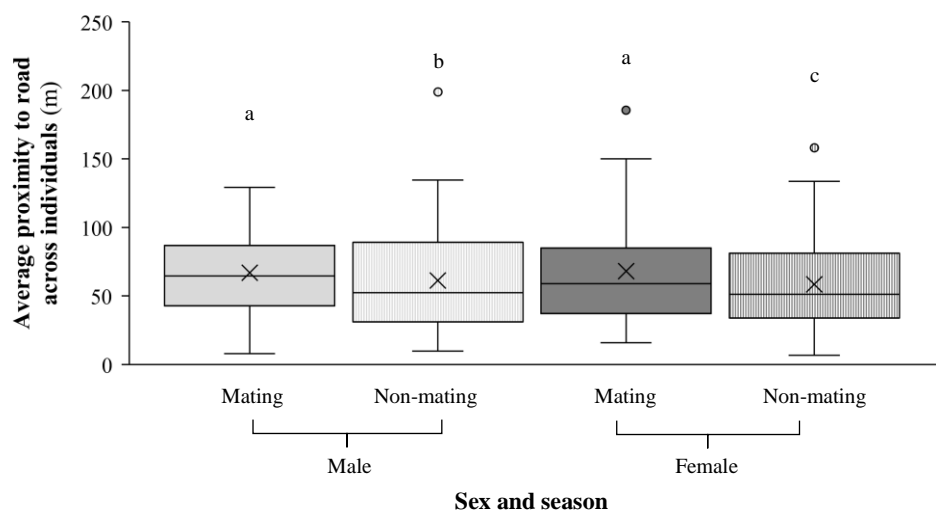 Average proximity to road
across individuals (m)
250
200
150
100
50
0
a
b
a
c
Mating
Non-mating
Mating
Non-mating
Male
Female
Sex and season